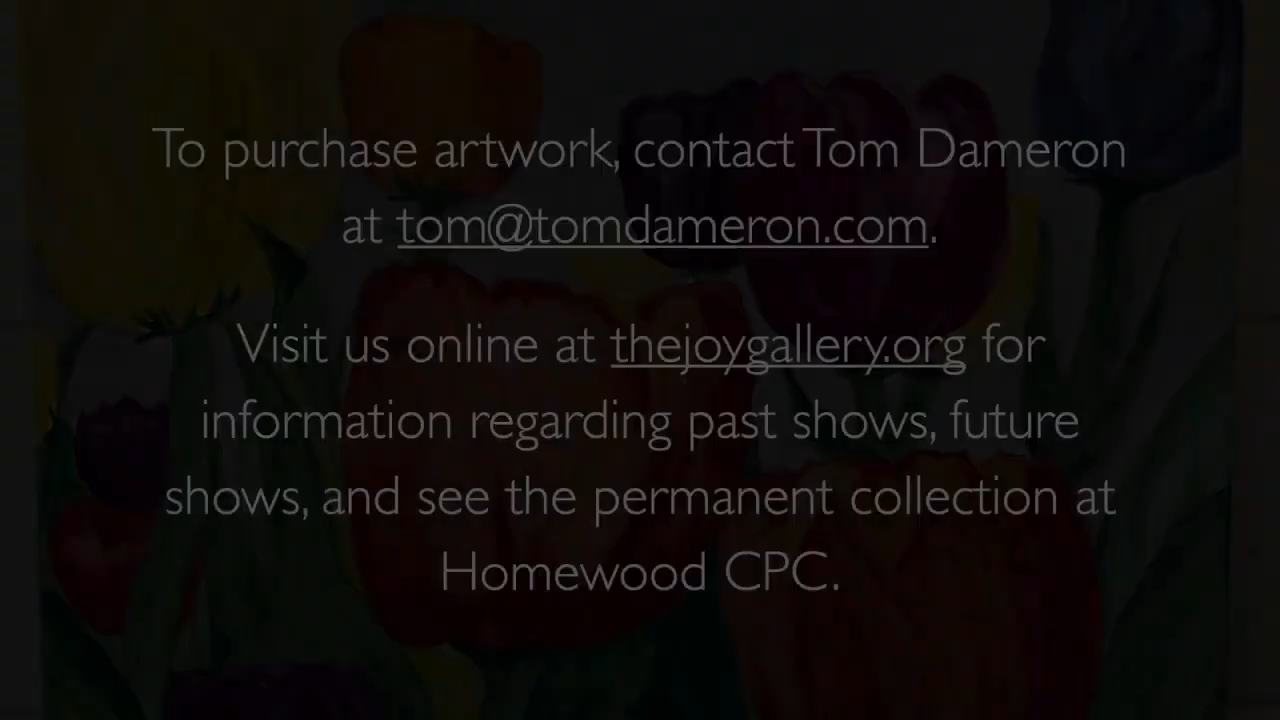 To purchase artwork, contact Tom Dameron
at tom@tomdameron.com.
Visit us online at thejoygallery.org for
information regarding past shows, future
shows, and see the permanent collection at
Homewood CPC.